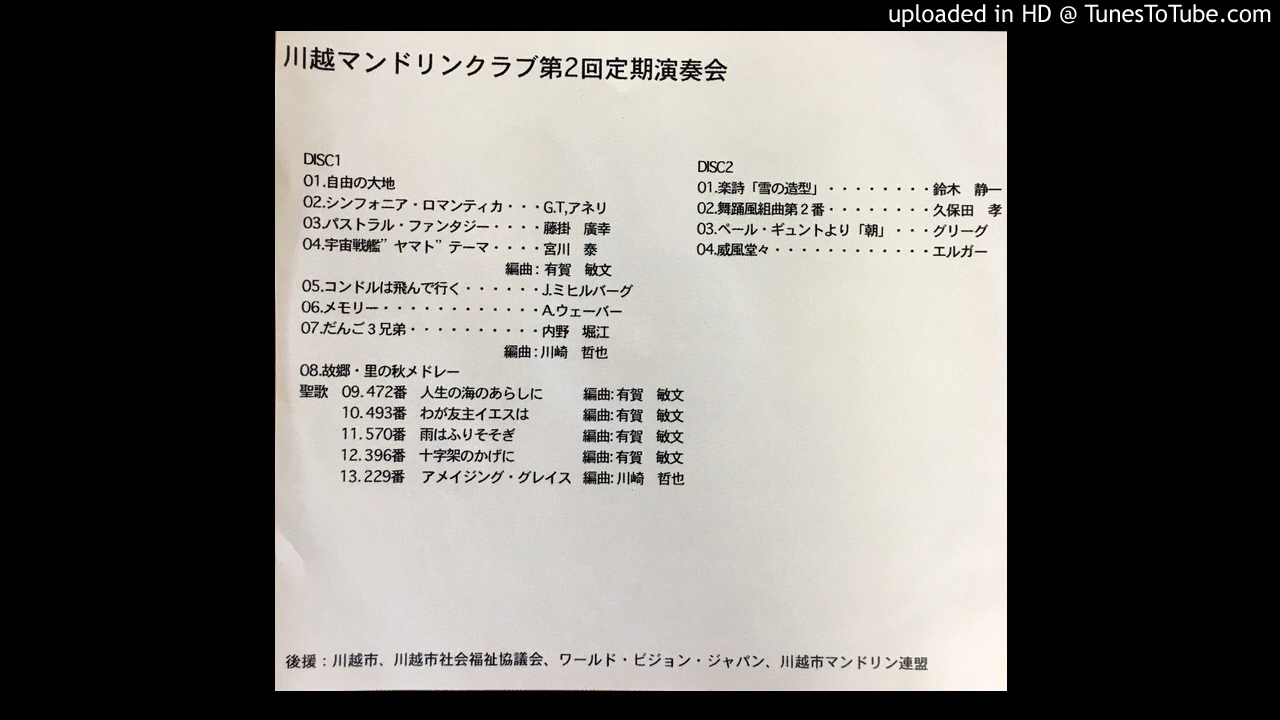 uploaded in HD @ TunesToTube.com
川越マンドリンクラブ第2回定期演奏会
DISC1
01.自由の大地
02.シンフォニア・ロマンティカ・・・G.T,アネリ
03.パストラル・ファンタジー・・・・藤掛 廣幸
04.宇宙戦艦”ヤマト”テーマ・・・・宮川 泰
編曲：有賀 敏文
05.コンドルは飛んで行く・・・・・・J.ミヒルバーグ
06.メモリー・・・・・・・・・・・・A.ウェーバー
07.だんご３兄弟・・・・・・・・・・内野 堀江
編曲：川崎 哲也
08.故郷・里の秋メドレー
聖歌 09.472番 人生の海のあらしに 編曲:有賀 敏文
10.493番 わが友主イエスは 編曲:有賀 敏文
11.570番 雨はふりそそぎ 編曲:有賀 敏文
12.396番 十字架のかげに 編曲:有賀 敏文
13.229番 アメイジング・グレイス 編曲:川崎 哲也
DISC2
01.楽詩「雪の造型」・・・・・・・・鈴木 静一
02.舞踊風組曲第２番・・・・・・・・久保田 孝
03.ペール・ギュントより「朝」・・・グリーグ
04.威風堂々・・・・・・・・・・・・エルガー
後援：川越市、川越市社会福祉協議会、ワールド・ビジョン・ジャパン、川越市マンドリン連盟